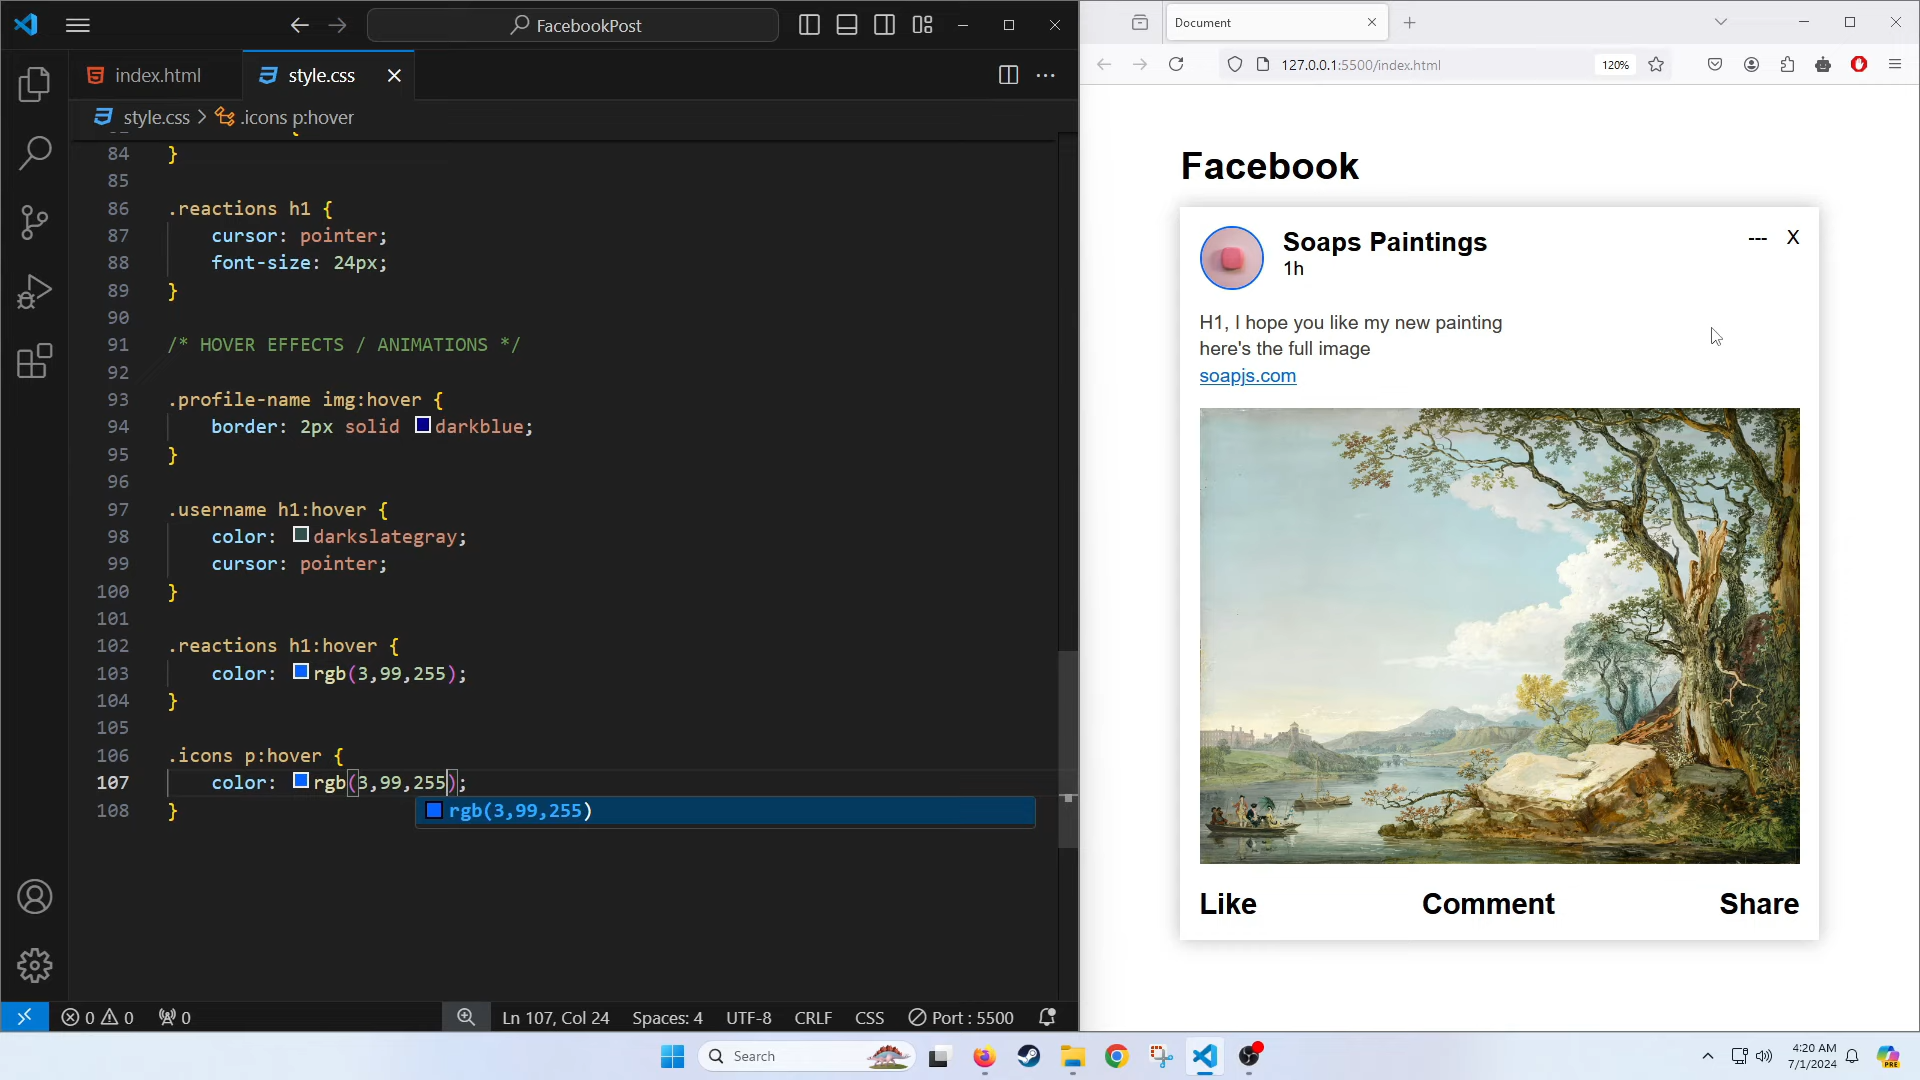 FacebookPost
index.html
style.css
style.css > .icons p:hover
84 }
85
86 .reactions h1 {
87 cursor: pointer;
88 font-size: 24px;
89 }
90
91 /* HOVER EFFECTS / ANIMATIONS */
92
93 .profile-name img:hover {
94 border: 2px solid darkblue;
95 }
96
97 .username h1:hover {
98 color: darkslategray;
99 cursor: pointer;
100 }
101
102 .reactions h1:hover {
103 color: rgb(3,99,255);
104 }
105
106 .icons p:hover {
107 color: rgb(3,99,255);
108 }
rgb(3,99,255)
0 0 0
Ln 107, Col 24 Spaces: 4 UTF-8 CRLF CSS Port : 5500
Document
127.0.0.1:5500/index.html 120%
Facebook
Soaps Paintings
1h
--- X
H1, I hope you like my new painting
here's the full image
soapjs.com
Like Comment Share
Search
4:20 AM
7/1/2024
PRE